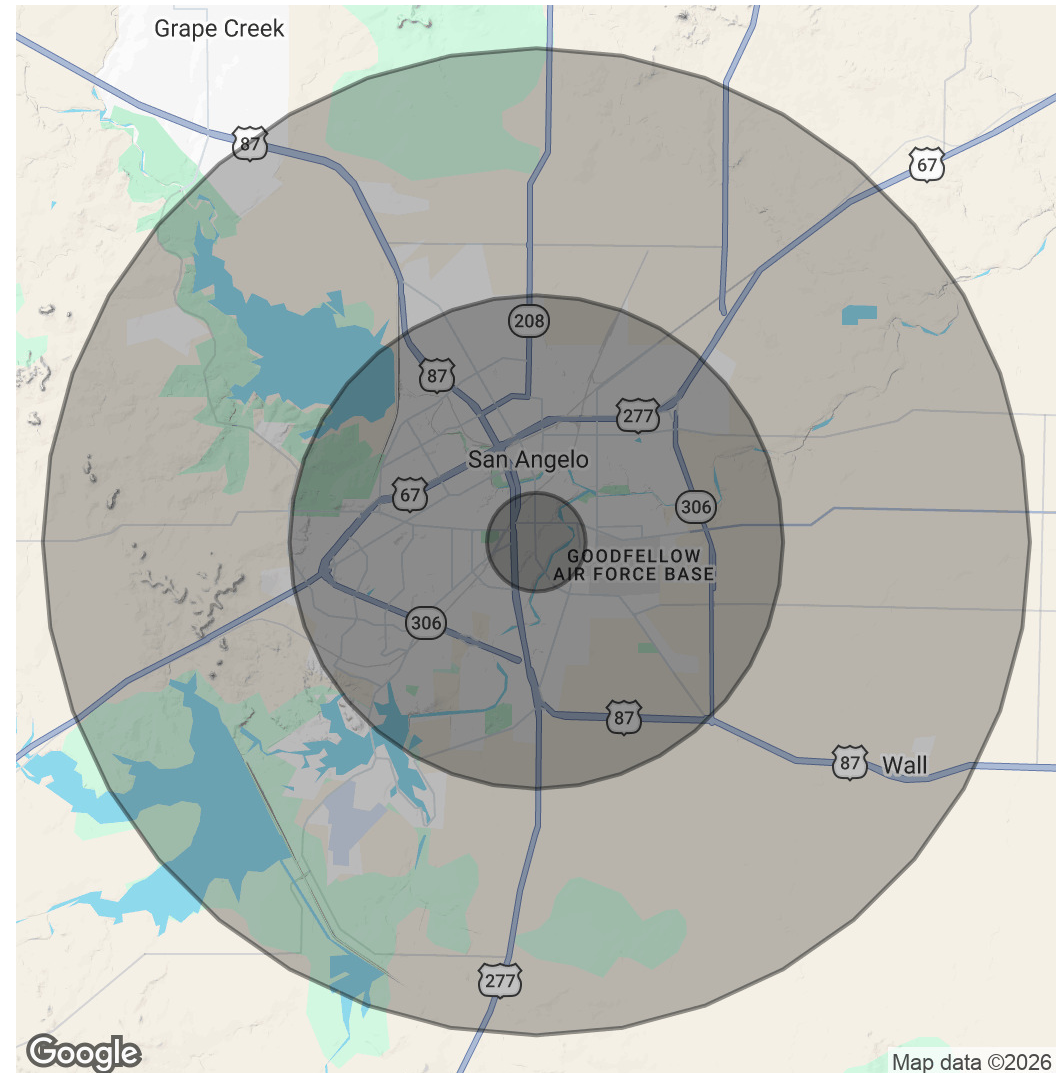 Grape Creek
87
67
208
87
277
San Angelo
67
306
GOODFELLOW
AIR FORCE BASE
306
87
87
Wall
277
Google
Map data ©2026